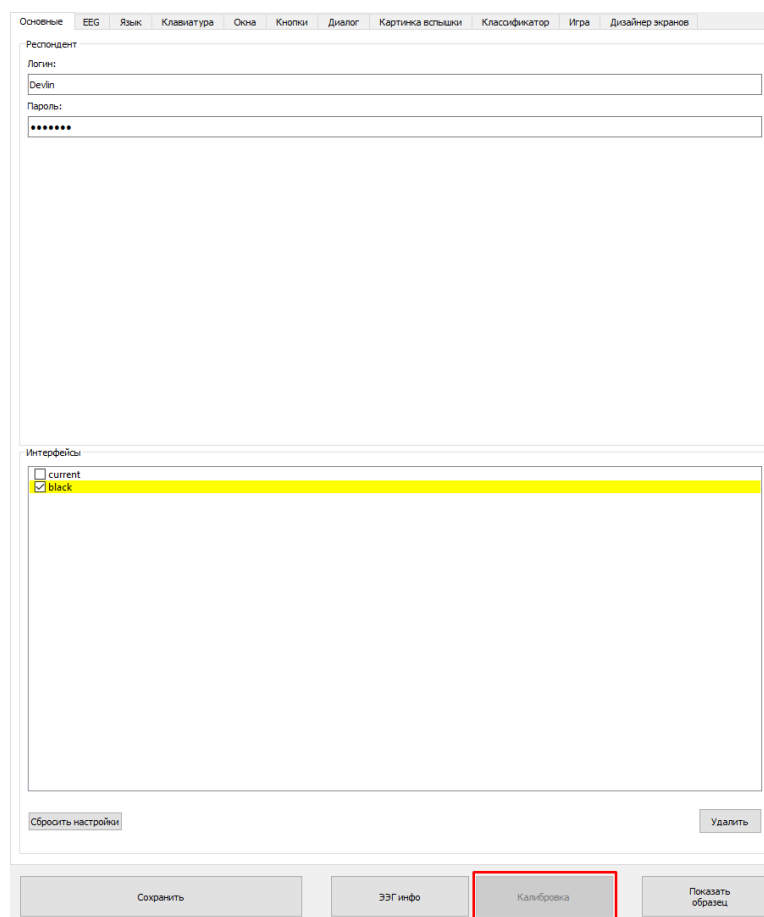 Основные EEG Язык Клавиатура Окна Кнопки Диалог Картинка вспышки Классификатор Игра Дизайнер экранов
Респондент
Логин:
Devlin
Пароль:
•••••••
Интерфейсы
current
black
Сбросить настройки Удалить
Сохранить ЭЭГ инфо Калибровка Показать
образец